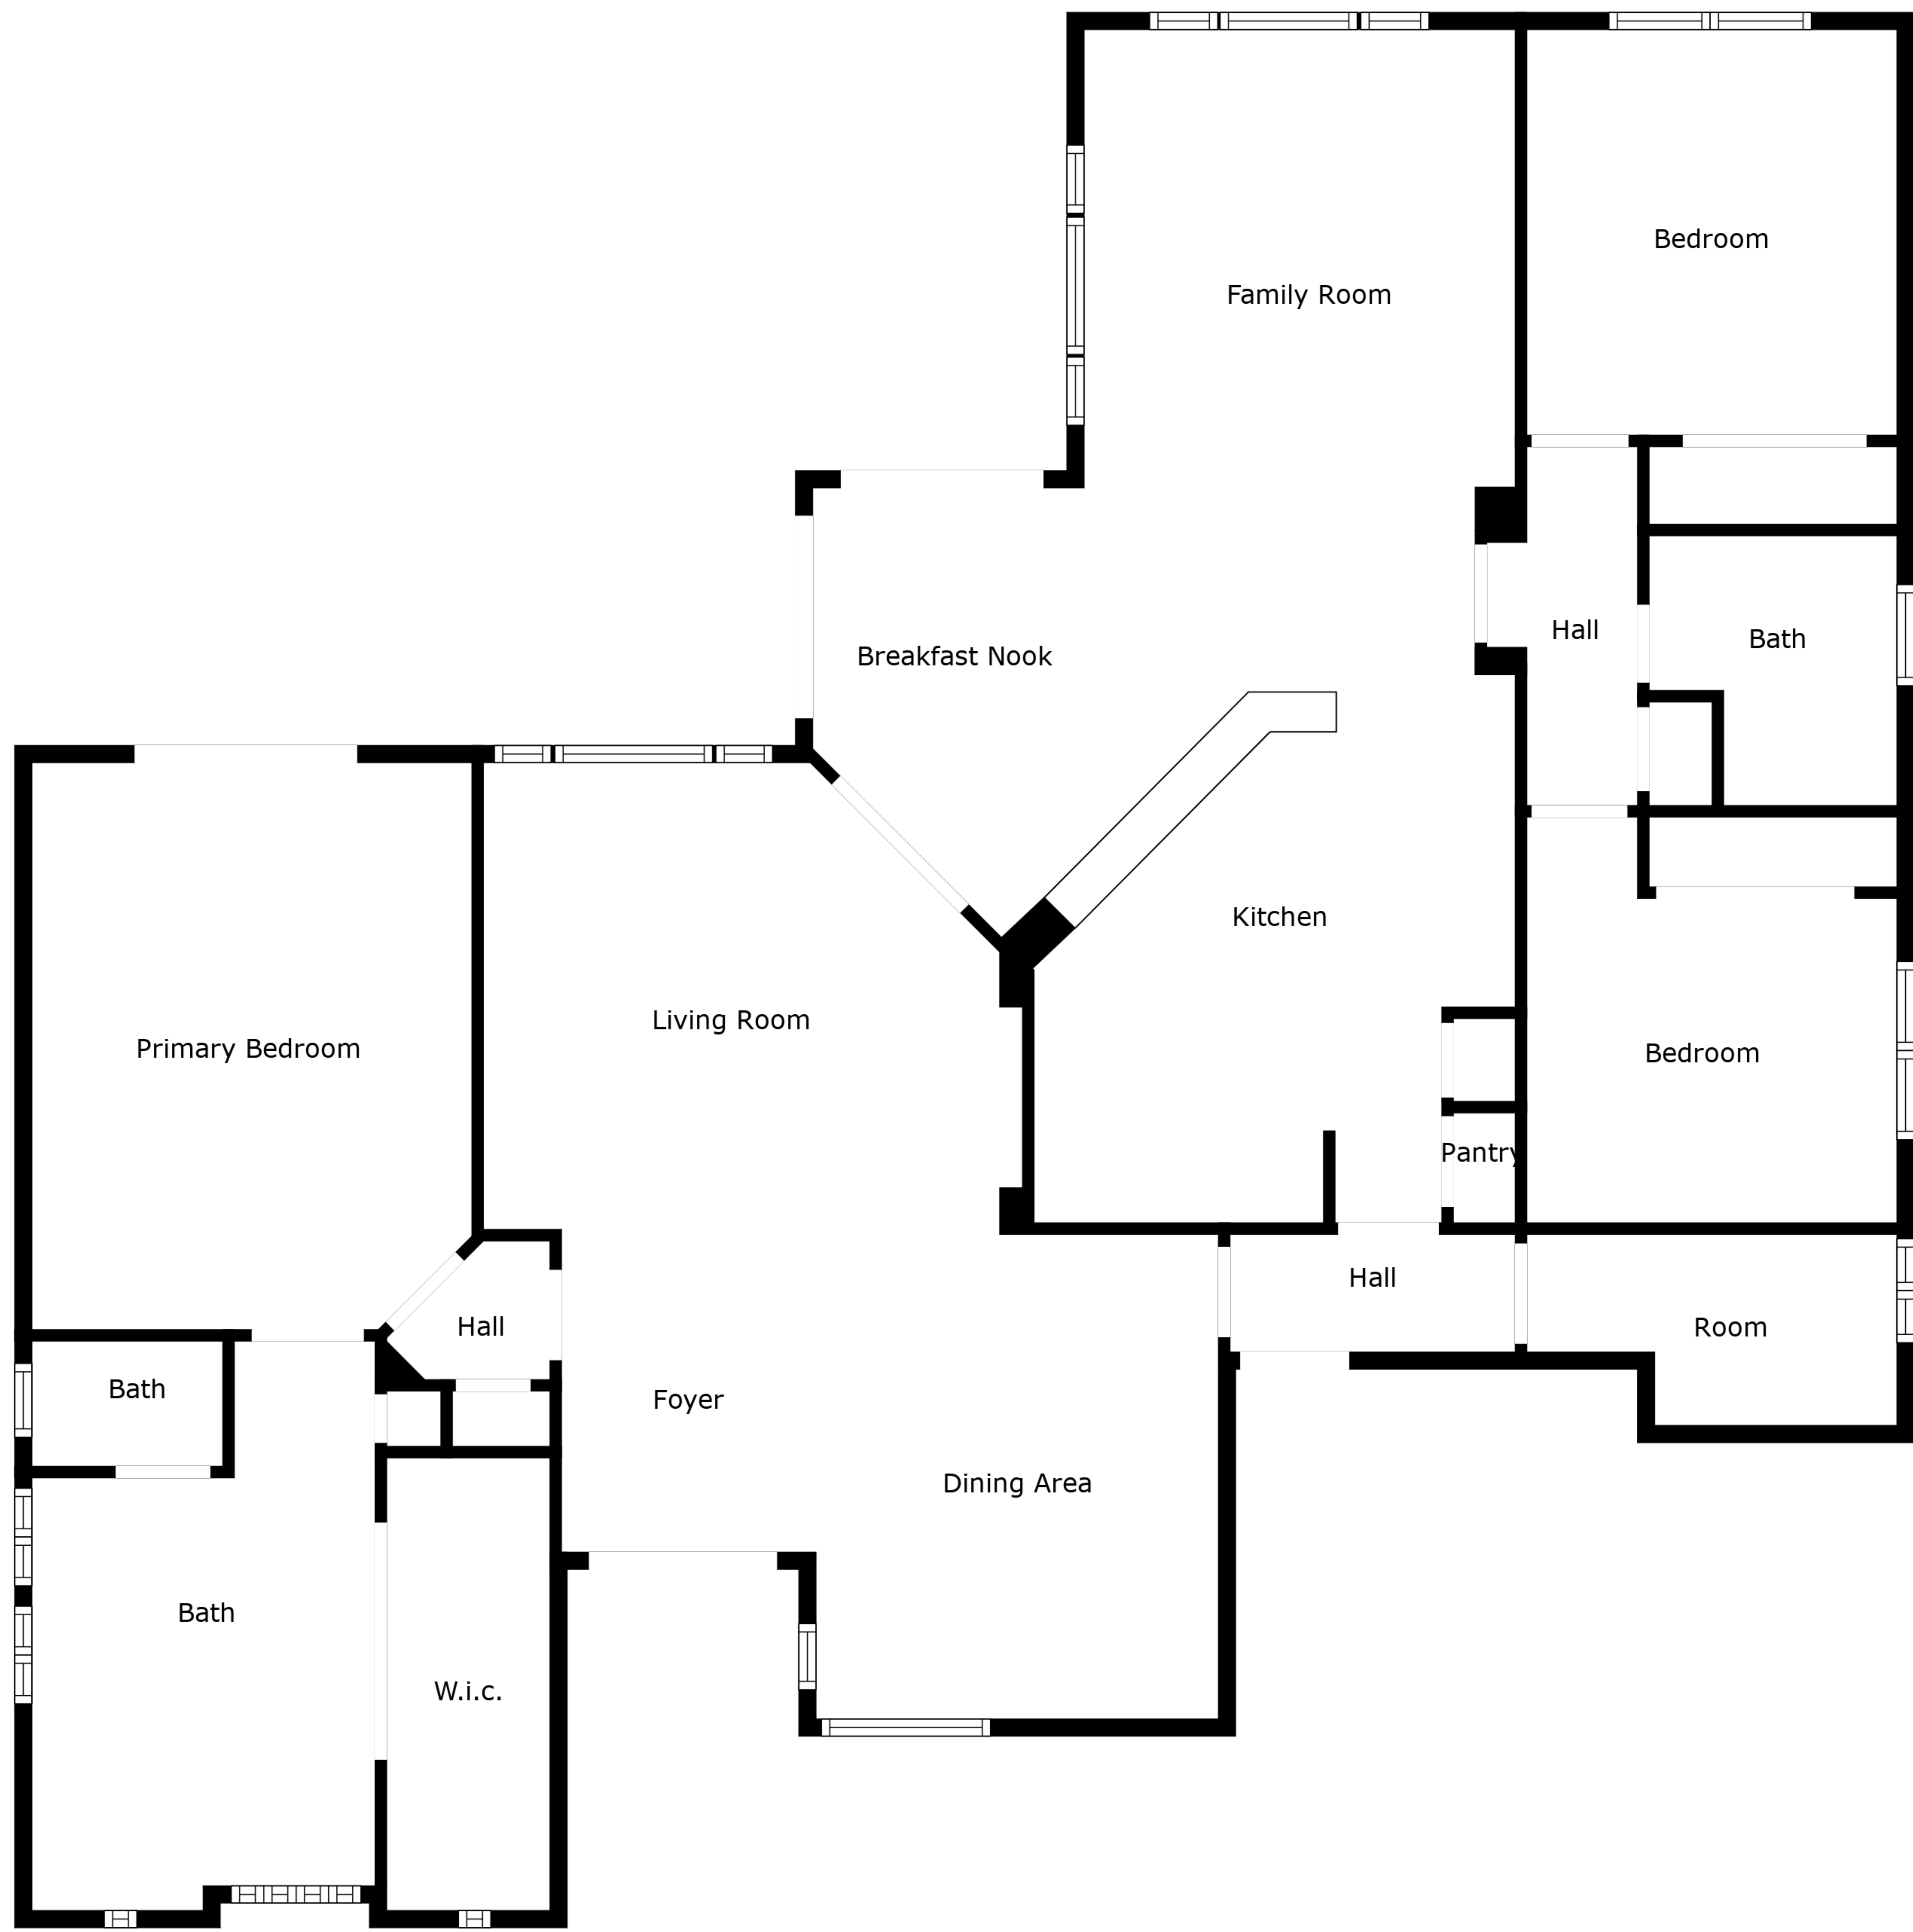 Bedroom
Family Room
Hall
Bath
Breakfast Nook
Kitchen
Living Room
Primary Bedroom
Bedroom
Pantry
Hall
Hall
Room
Bath
Foyer
Dining Area
Bath
W.i.c.